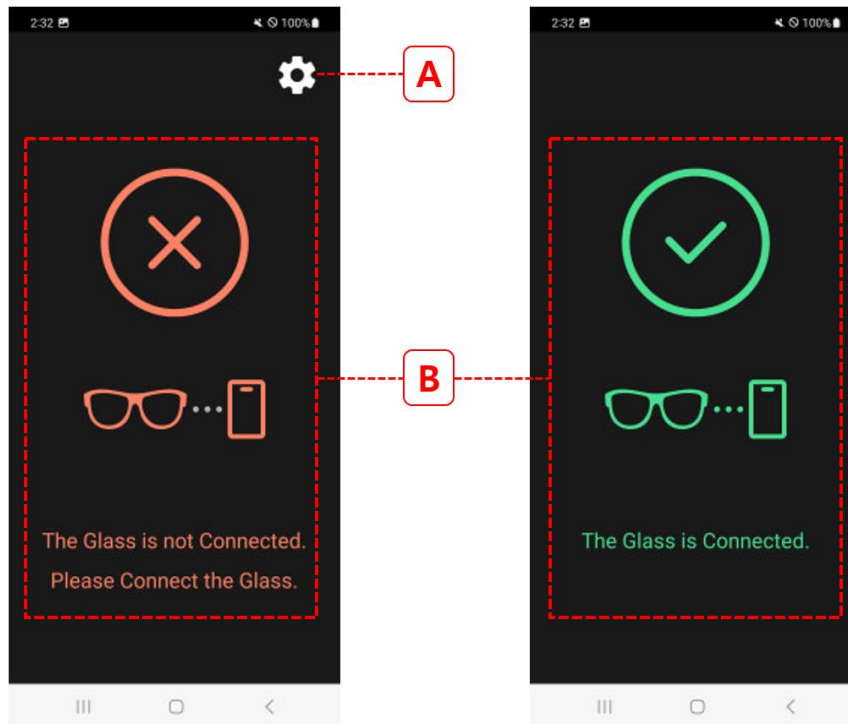 2:32
100%
A
B
The Glass is not Connected.
Please Connect the Glass.
2:32
100%
The Glass is Connected.